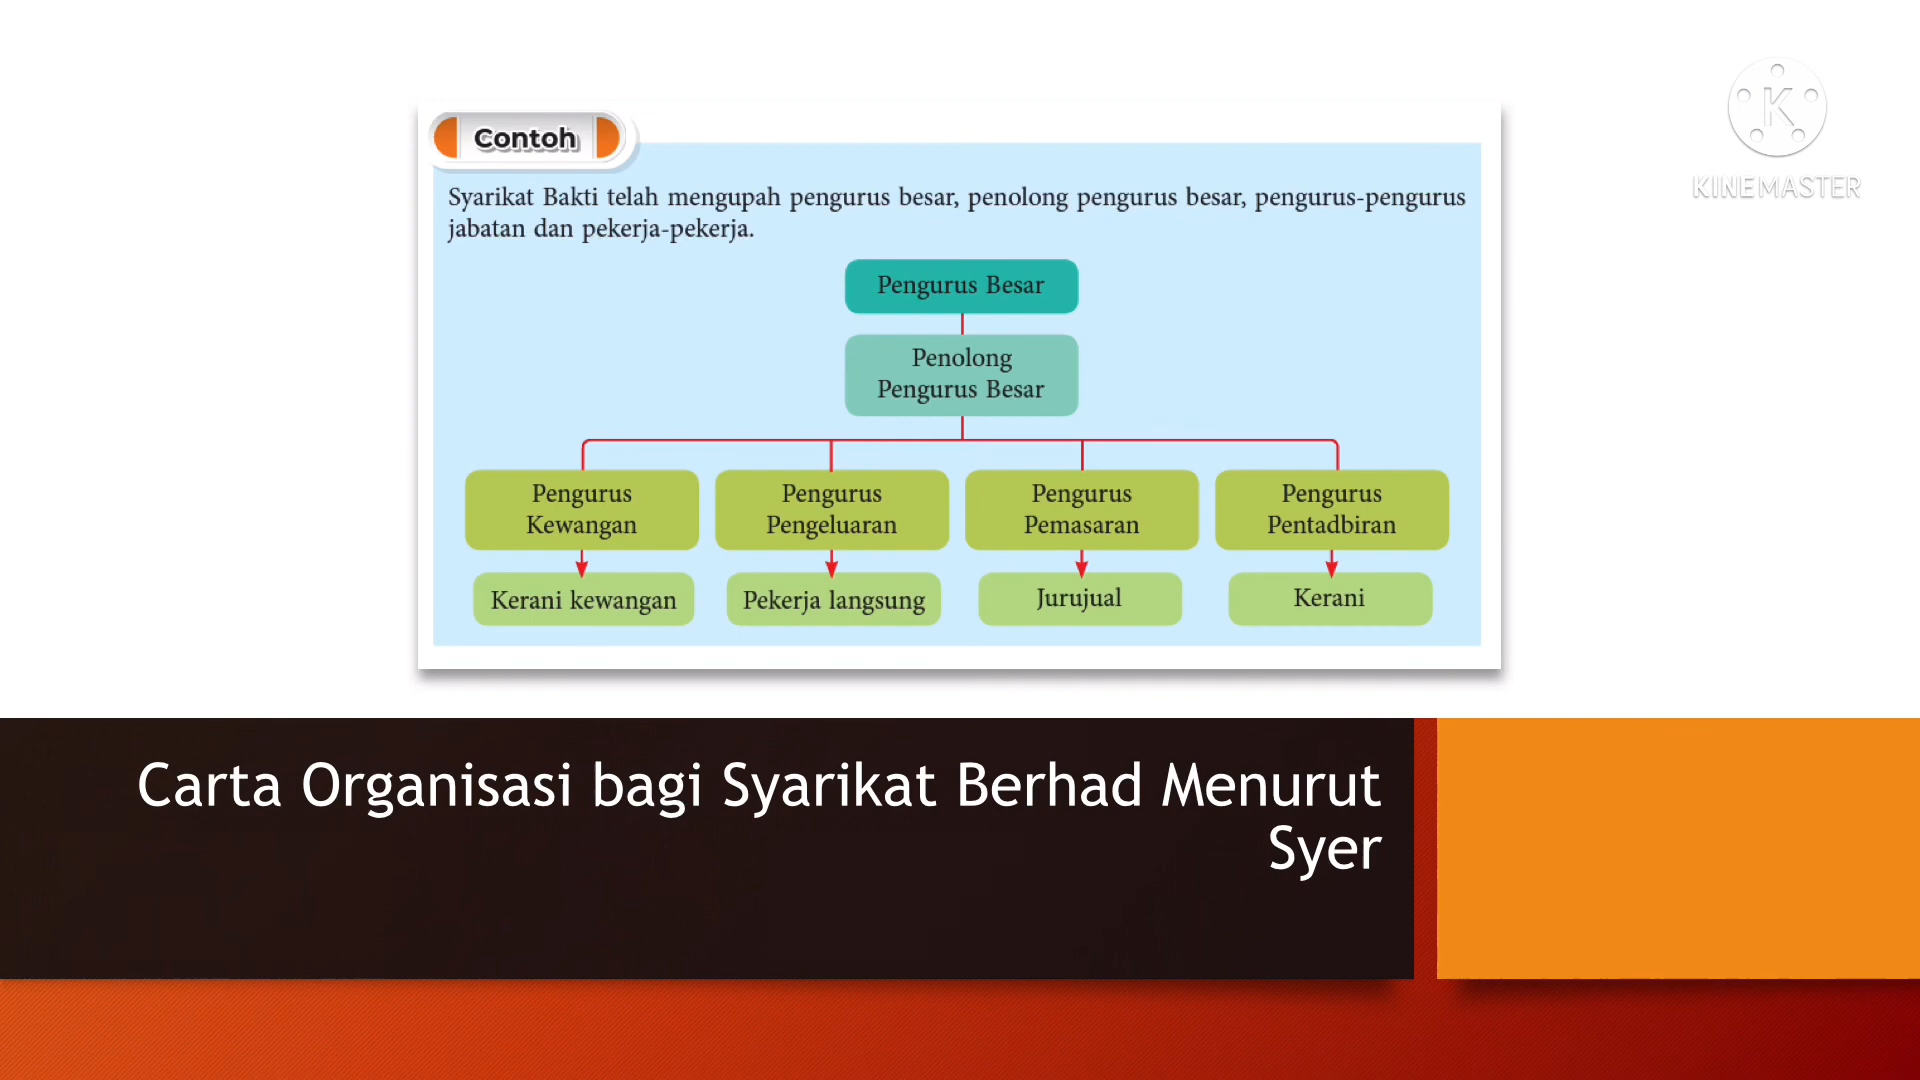 Contoh
Syarikat Bakti telah mengupah pengurus besar, penolong pengurus besar, pengurus-pengurus
jabatan dan pekerja-pekerja.
Pengurus Besar
Penolong
Pengurus Besar
Pengurus
Kewangan
Pengurus
Pengeluaran
Pengurus
Pemasaran
Pengurus
Pentadbiran
Kerani kewangan
Pekerja langsung
Jurujual
Kerani
K
KINEMASTER
Carta Organisasi bagi Syarikat Berhad Menurut
Syer